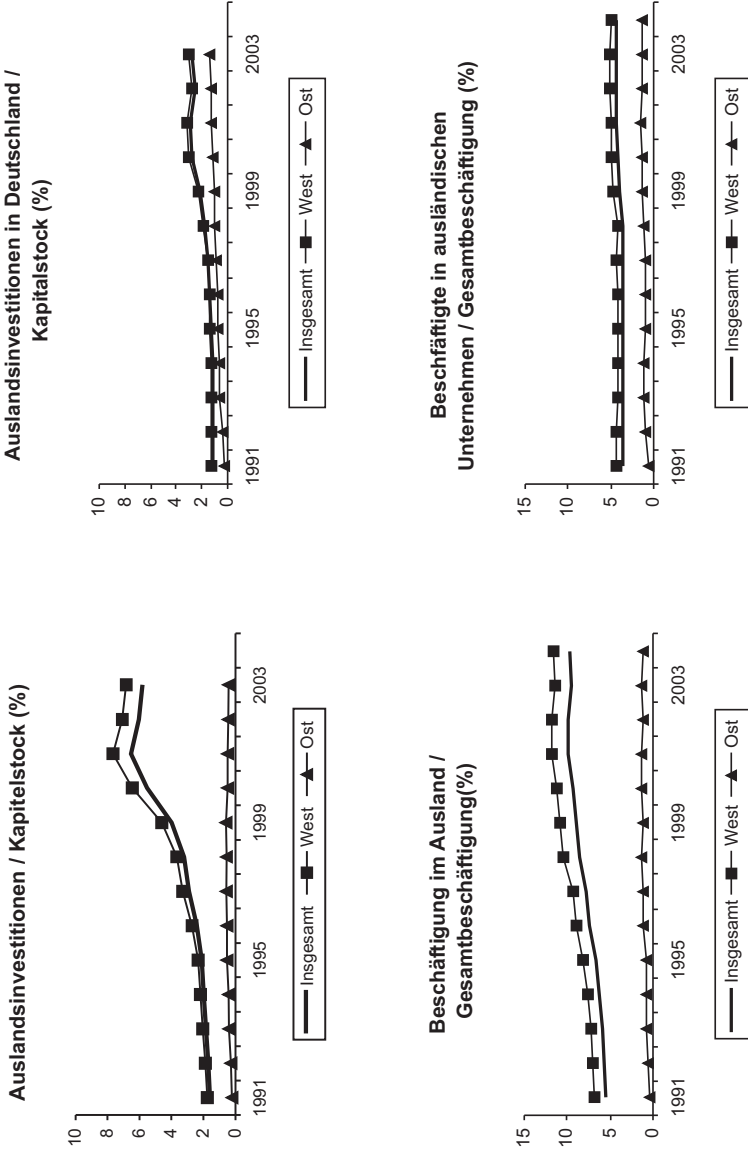 Auslandsinvestitionen / Kapitelstock (%)
10
8
6
4
2
0
1991 1995 1999 2003
Insgesamt West Ost
Auslandsinvestitionen in Deutschland /
Kapitalstock (%)
10
8
6
4
2
0
1991 1995 1999 2003
Insgesamt West Ost
Beschäftigung im Ausland /
Gesamtbeschäftigung(%)
15
10
5
0
1991 1995 1999 2003
Insgesamt West Ost
Beschfäftigte in ausländischen
Unternehmen / Gesamtbeschäftigung (%)
15
10
5
0
1991 1995 1999 2003
Insgesamt West Ost